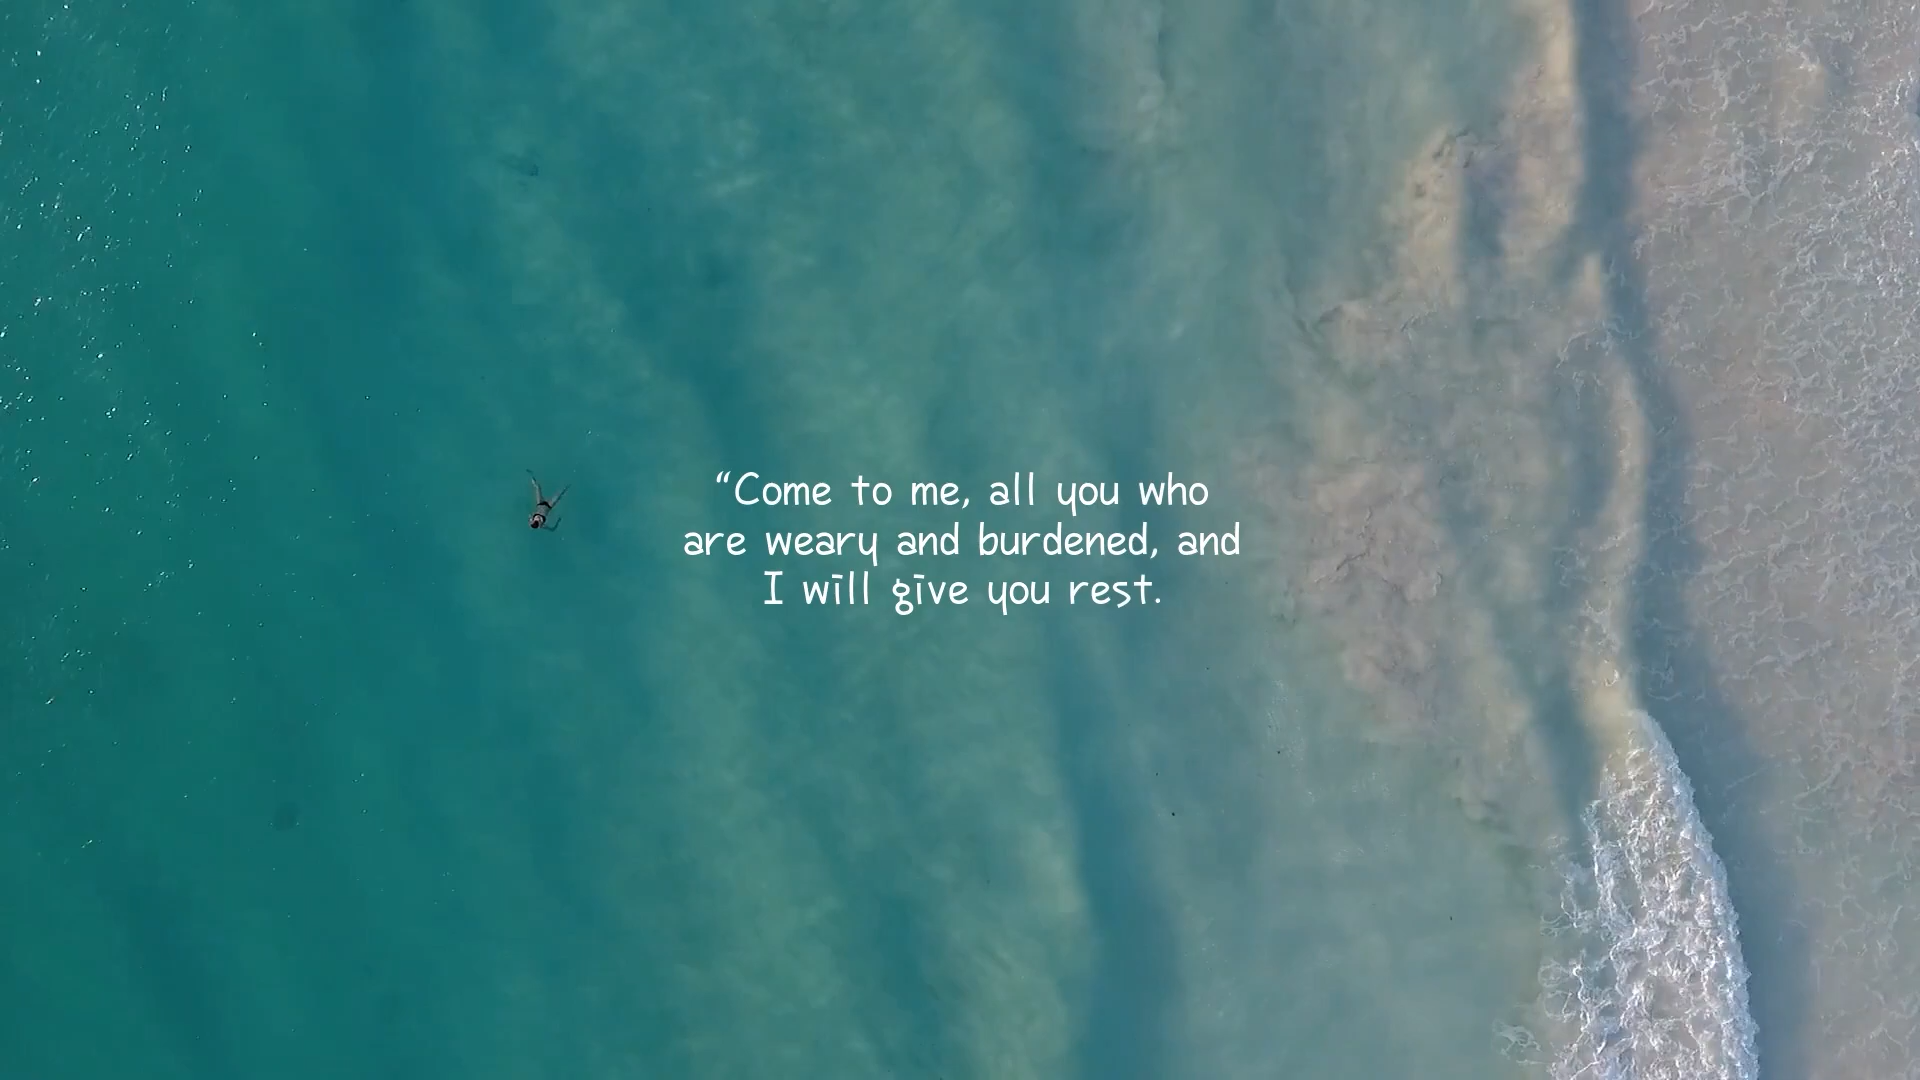 “Come to me, all you who
are weary and burdened, and
I will give you rest.